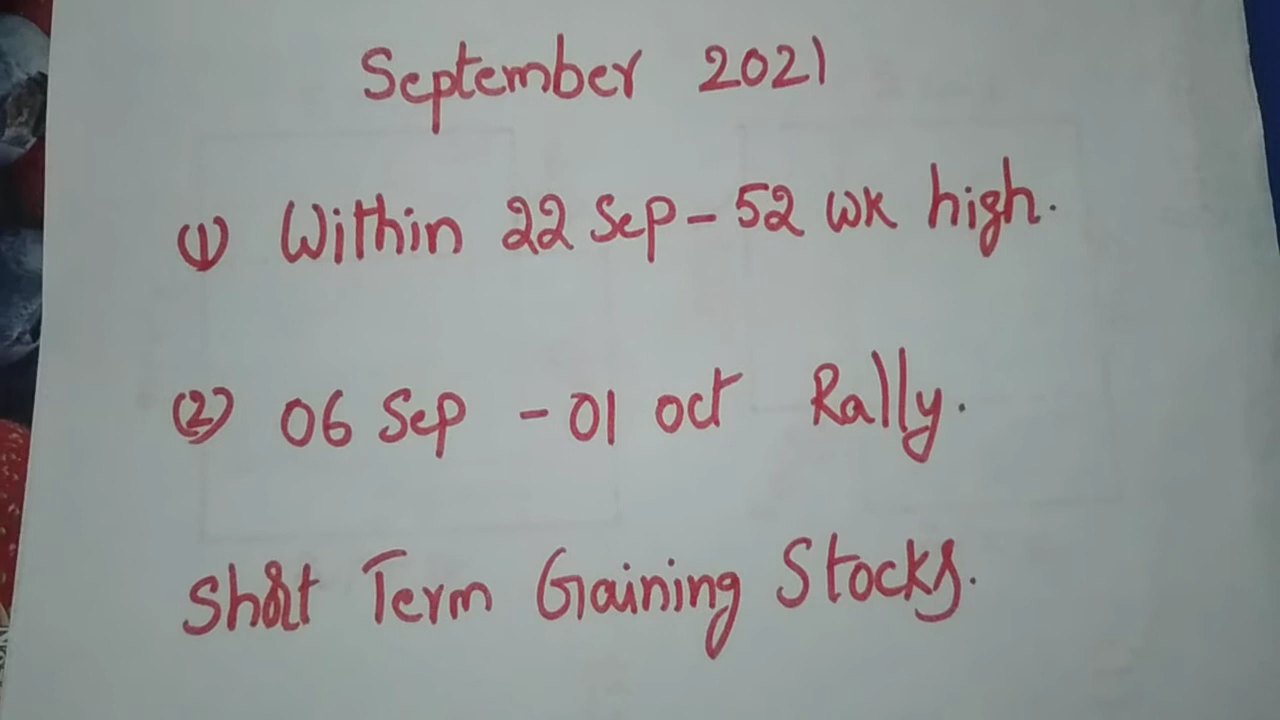 September 2021
(1) Within 22 Sep - 52 wk high.
(2) 06 Sep - 01 oct Rally.
Short Term Gaining Stocks.